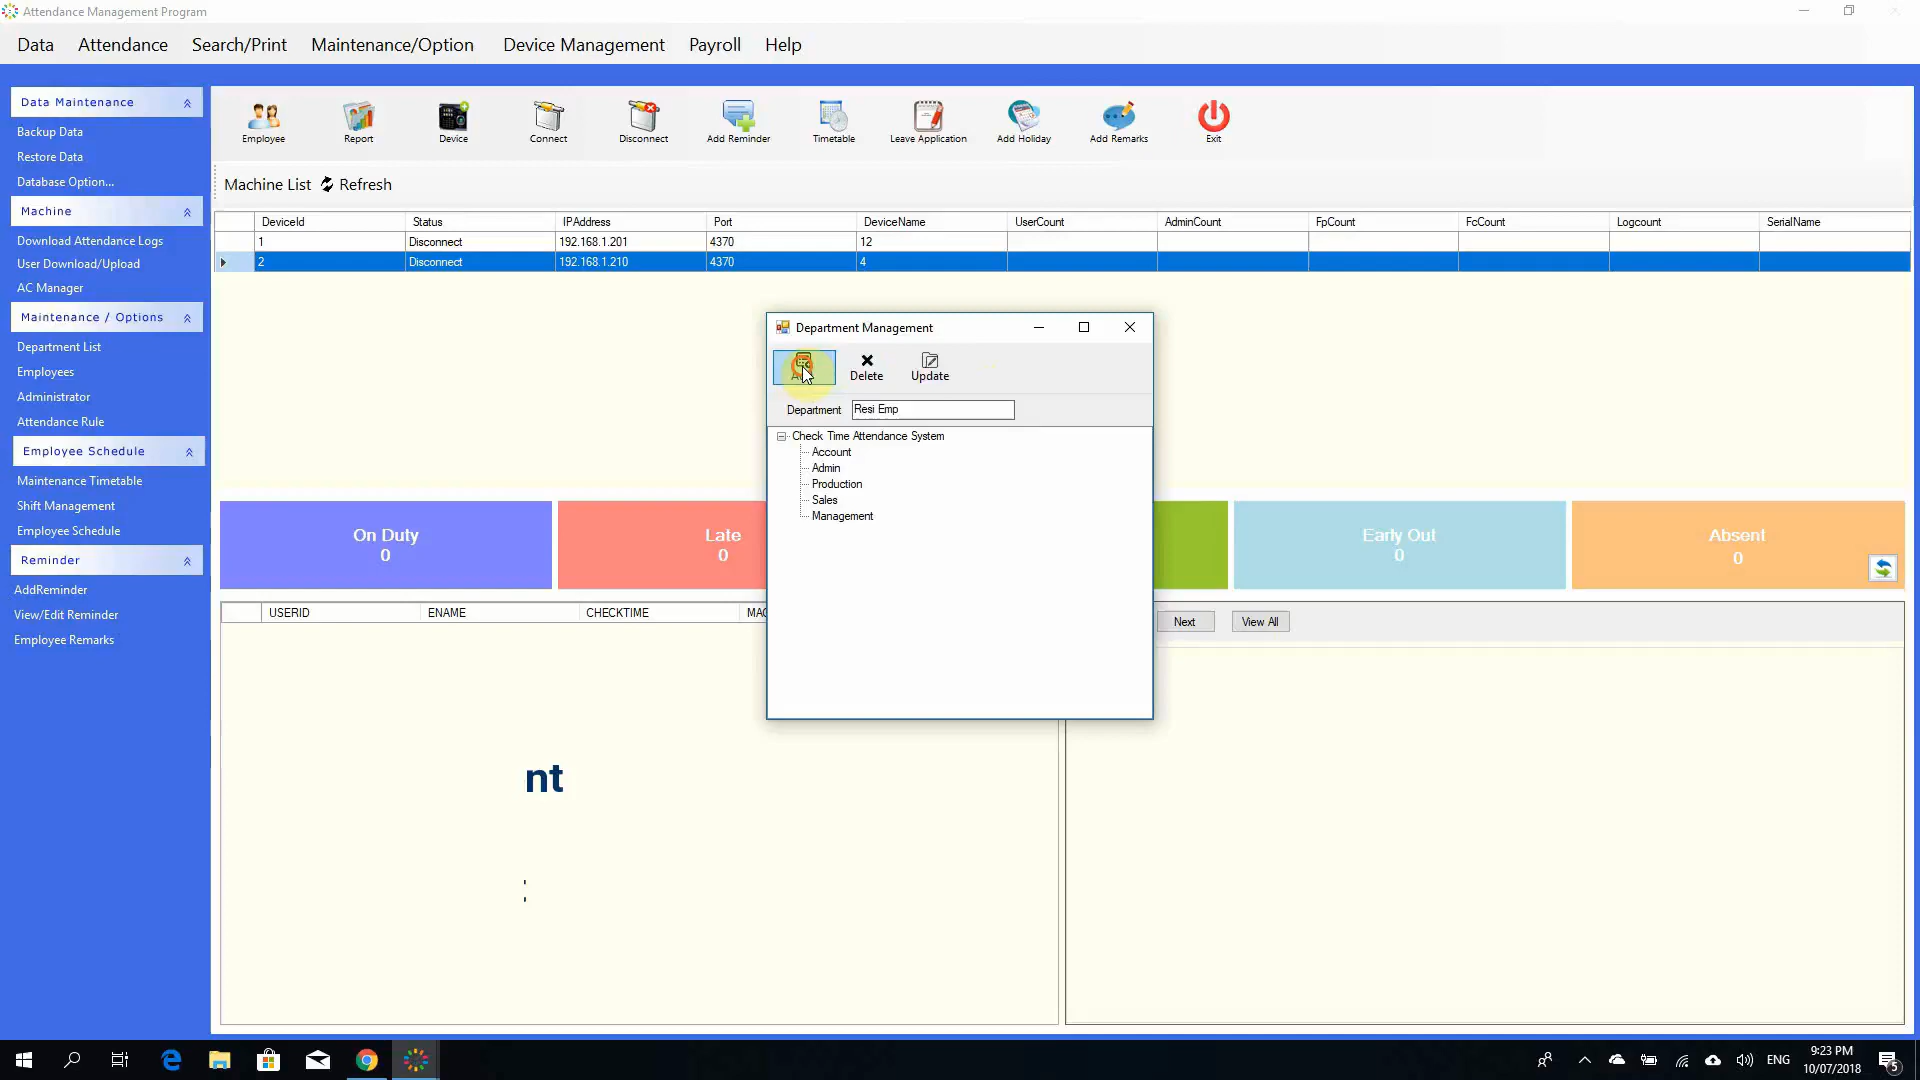 Attendance Management Program
Data Attendance Search/Print Maintenance/Option Device Management Payroll Help
Data Maintenance
Backup Data
Restore Data
Database Option...
Machine
Download Attendance Logs
User Download/Upload
AC Manager
Maintenance / Options
Department List
Employees
Administrator
Attendance Rule
Employee Schedule
Maintenance Timetable
Shift Management
Employee Schedule
Reminder
AddReminder
View/Edit Reminder
Employee Remarks
Employee Report Device Connect Disconnect Add Reminder Timetable Leave Application Add Holiday Add Remarks Exit
Machine List Refresh
DeviceId Status IPAddress Port DeviceName UserCount AdminCount FpCount FcCount Logcount SerialName
1 Disconnect 192.168.1.201 4370 12
2 Disconnect 192.168.1.210 4370 4
Department Management
Delete Update
Department Resi Emp
Check Time Attendance System
Account
Admin
Production
Sales
Management
On Duty
0
Late
0
Early Out
0
Absent
0
USERID ENAME CHECKTIME
Next View All
nt
:
ENG
9:23 PM
10/07/2018
5